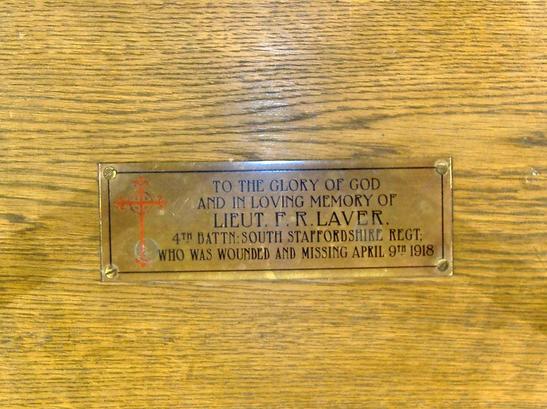 TO THE GLORY OF GOD
AND IN LOVING MEMORY OF
LIEUT. F. R. LAVER.
4TH BATTN: SOUTH STAFFORDSHIRE REGT;
WHO WAS WOUNDED AND MISSING APRIL 9TH 1918